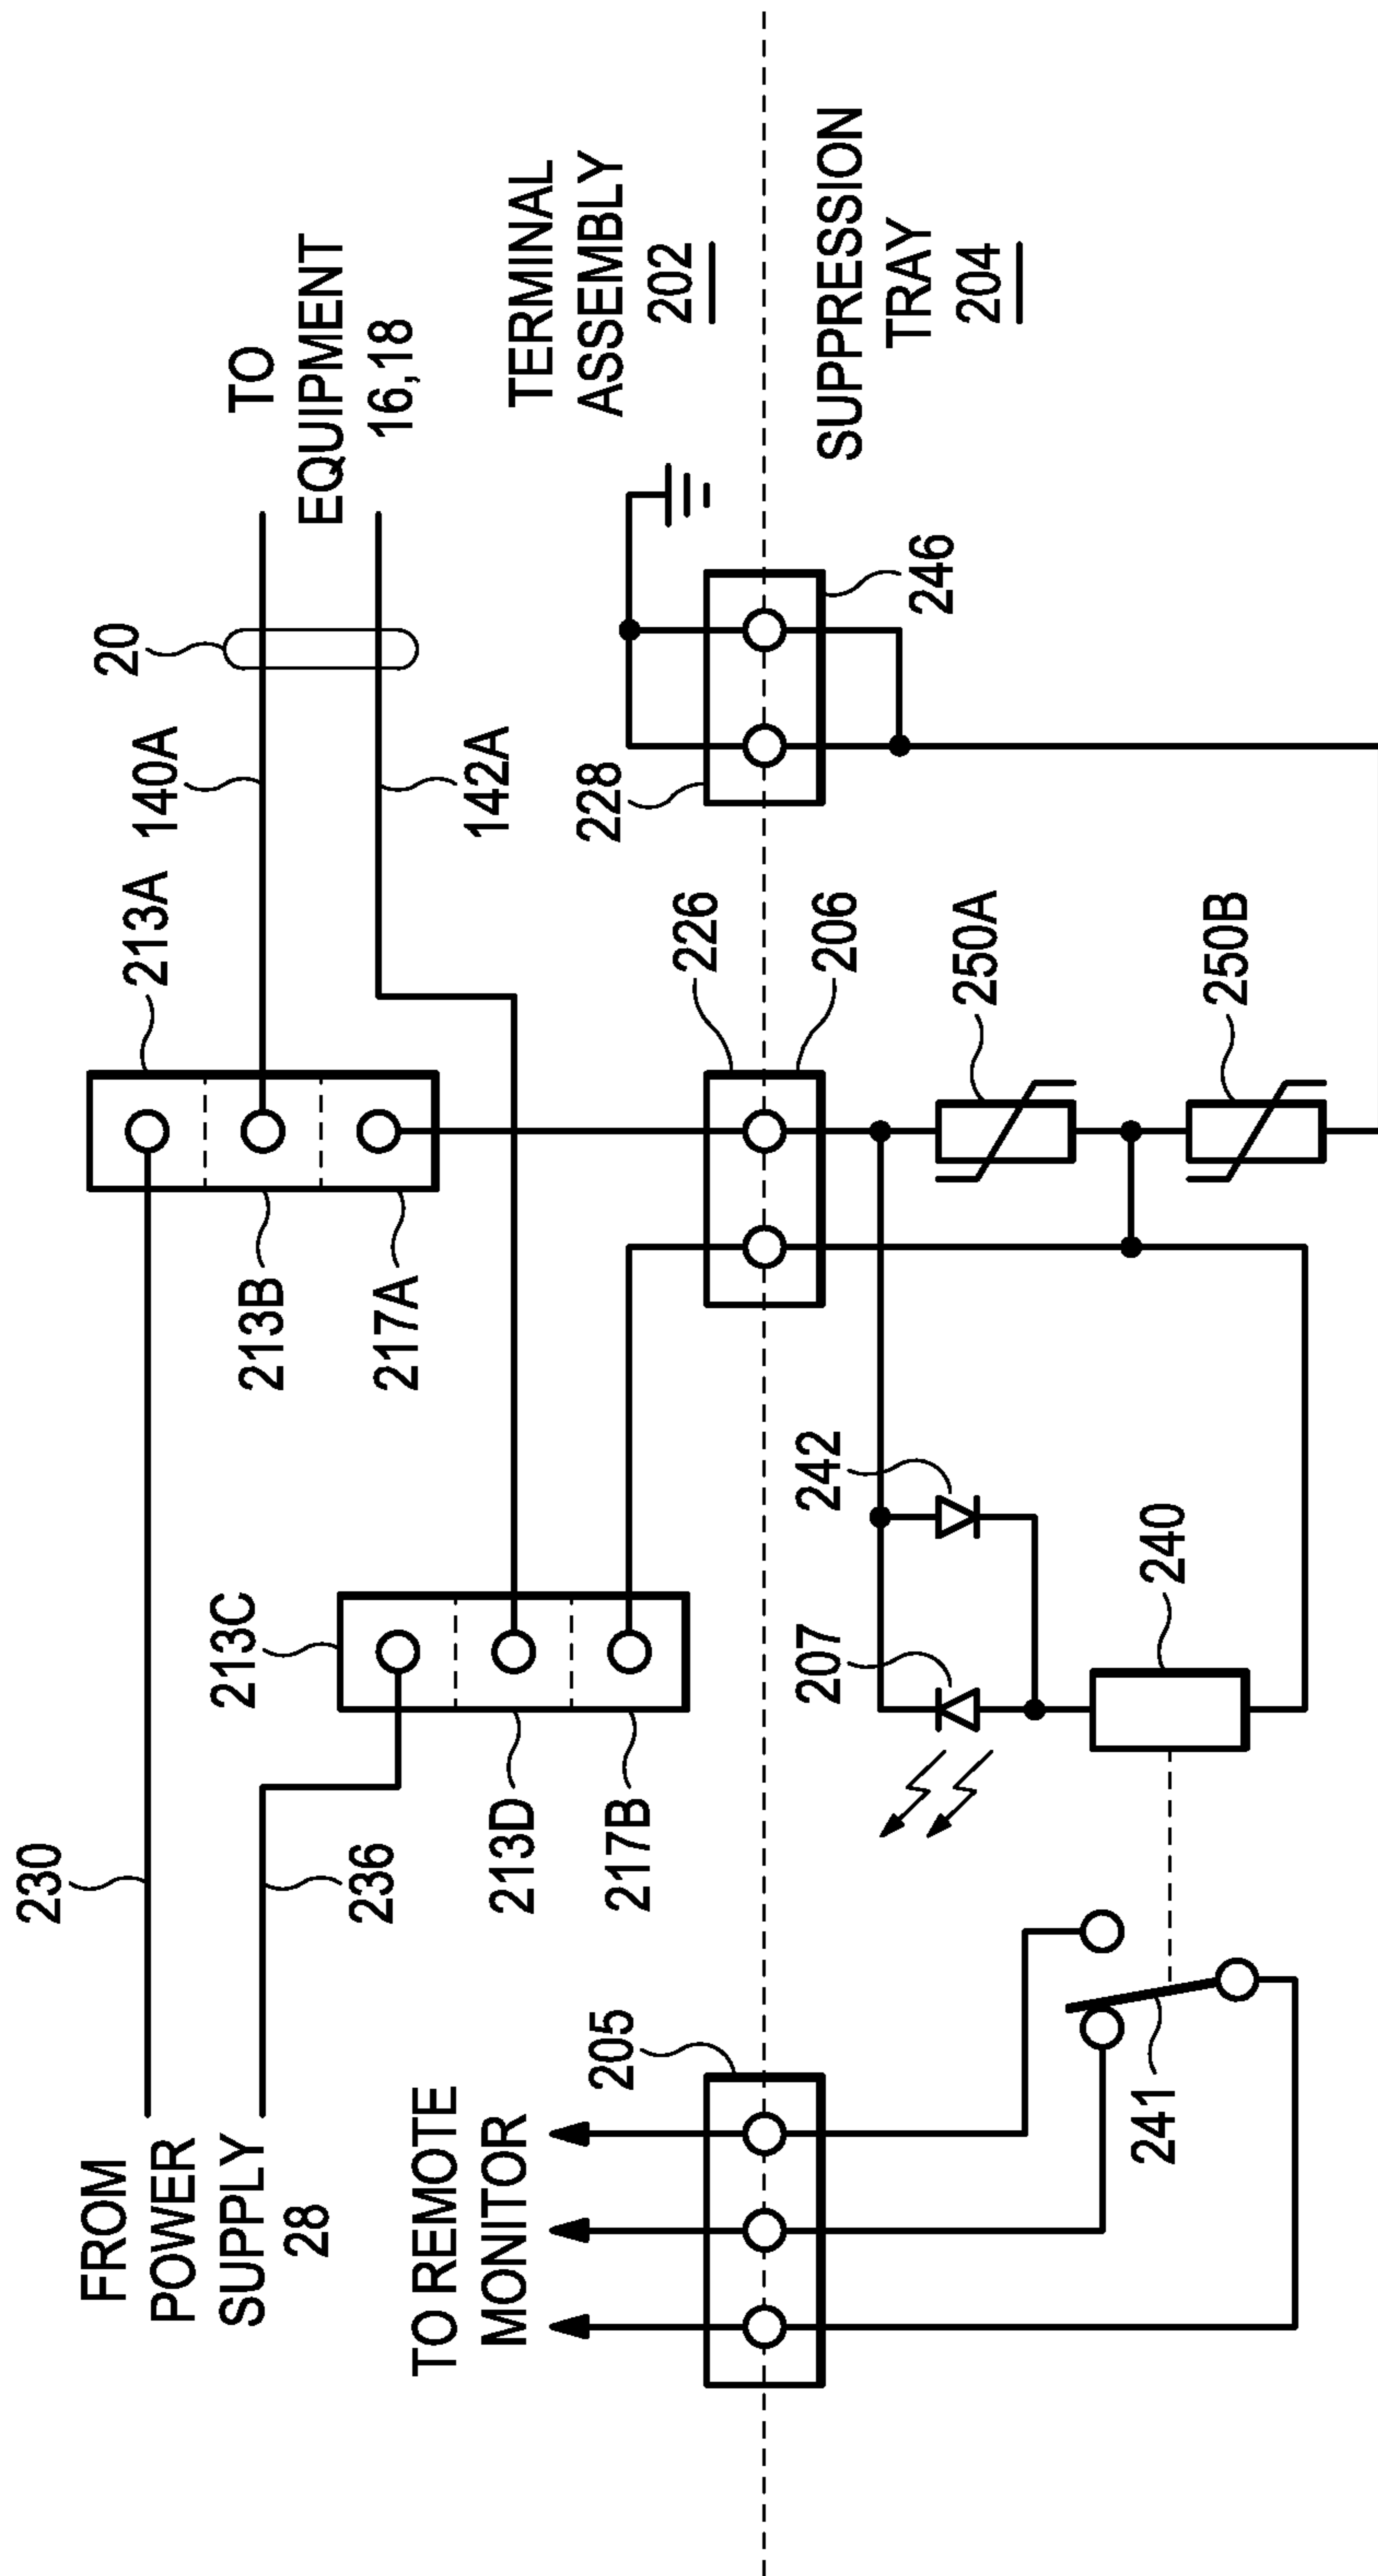 FROM
POWER
SUPPLY
28
230
236
213A
213B
217A
140A
142A
20
TO
EQUIPMENT
16,18
213C
213D
217B
TERMINAL
ASSEMBLY
202
TO REMOTE
MONITOR
205
226
228
206
246
SUPPRESSION
TRAY
204
207
242
250A
250B
240
241